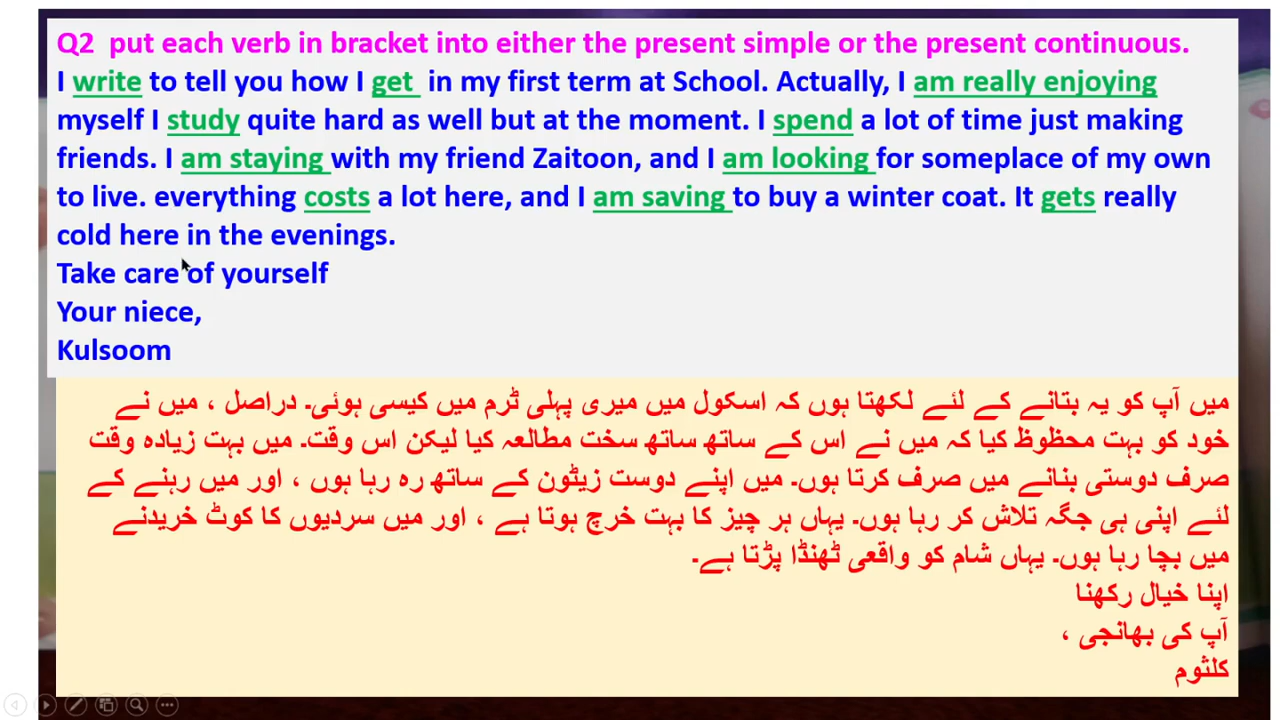 Q2 put each verb in bracket into either the present simple or the present continuous.
I write to tell you how I get in my first term at School. Actually, I am really enjoying
myself I study quite hard as well but at the moment. I spend a lot of time just making
friends. I am staying with my friend Zaitoon, and I am looking for someplace of my own
to live. everything costs a lot here, and I am saving to buy a winter coat. It gets really
cold here in the evenings.
Take care of yourself
Your niece,
Kulsoom
میں آپ کو یہ بتانے کے لئے لکھتا ہوں کہ اسکول میں میری پہلی ٹرم میں کیسی ہوئی۔ دراصل ، میں نے
خود کو بہت محظوظ کیا کہ میں نے اس کے ساتھ ساتھ سخت مطالعہ کیا لیکن اس وقت۔ میں بہت زیادہ وقت
صرف دوستی بنانے میں صرف کرتا ہوں۔ میں اپنے دوست زیٹون کے ساتھ رہ رہا ہوں ، اور میں رہنے کے
لئے اپنی ہی جگہ تلاش کر رہا ہوں۔ یہاں ہر چیز کا بہت خرچ ہوتا ہے ، اور میں سردیوں کا کوٹ خریدنے
میں بچا رہا ہوں۔ یہاں شام کو واقعی ٹھنڈا پڑتا ہے۔
اپنا خیال رکھنا
آپ کی بھانجی ،
کلثوم